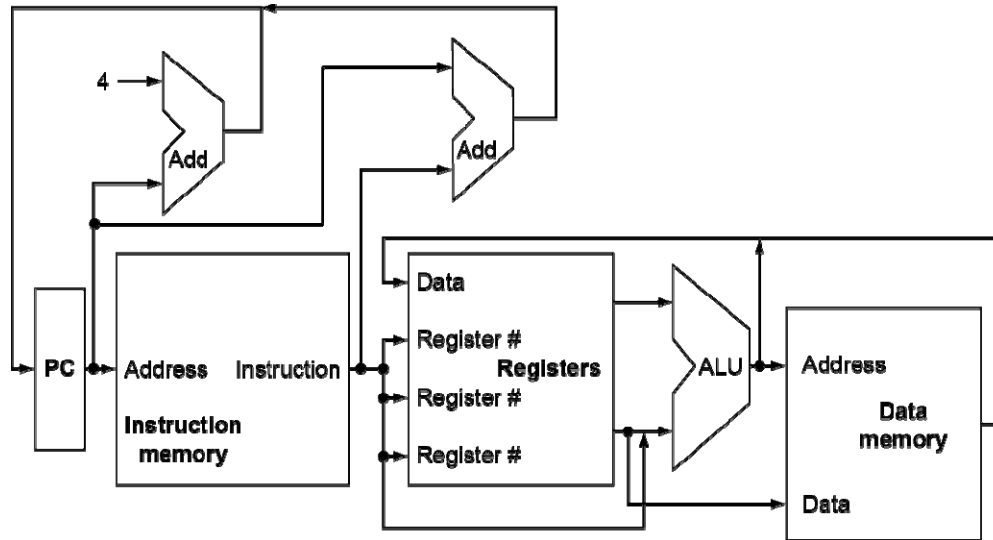 4
Add
Add
Data
Register #
Registers
Register #
Register #
PC
Address
Instruction
Instruction
memory
ALU
Address
Data
memory
Data